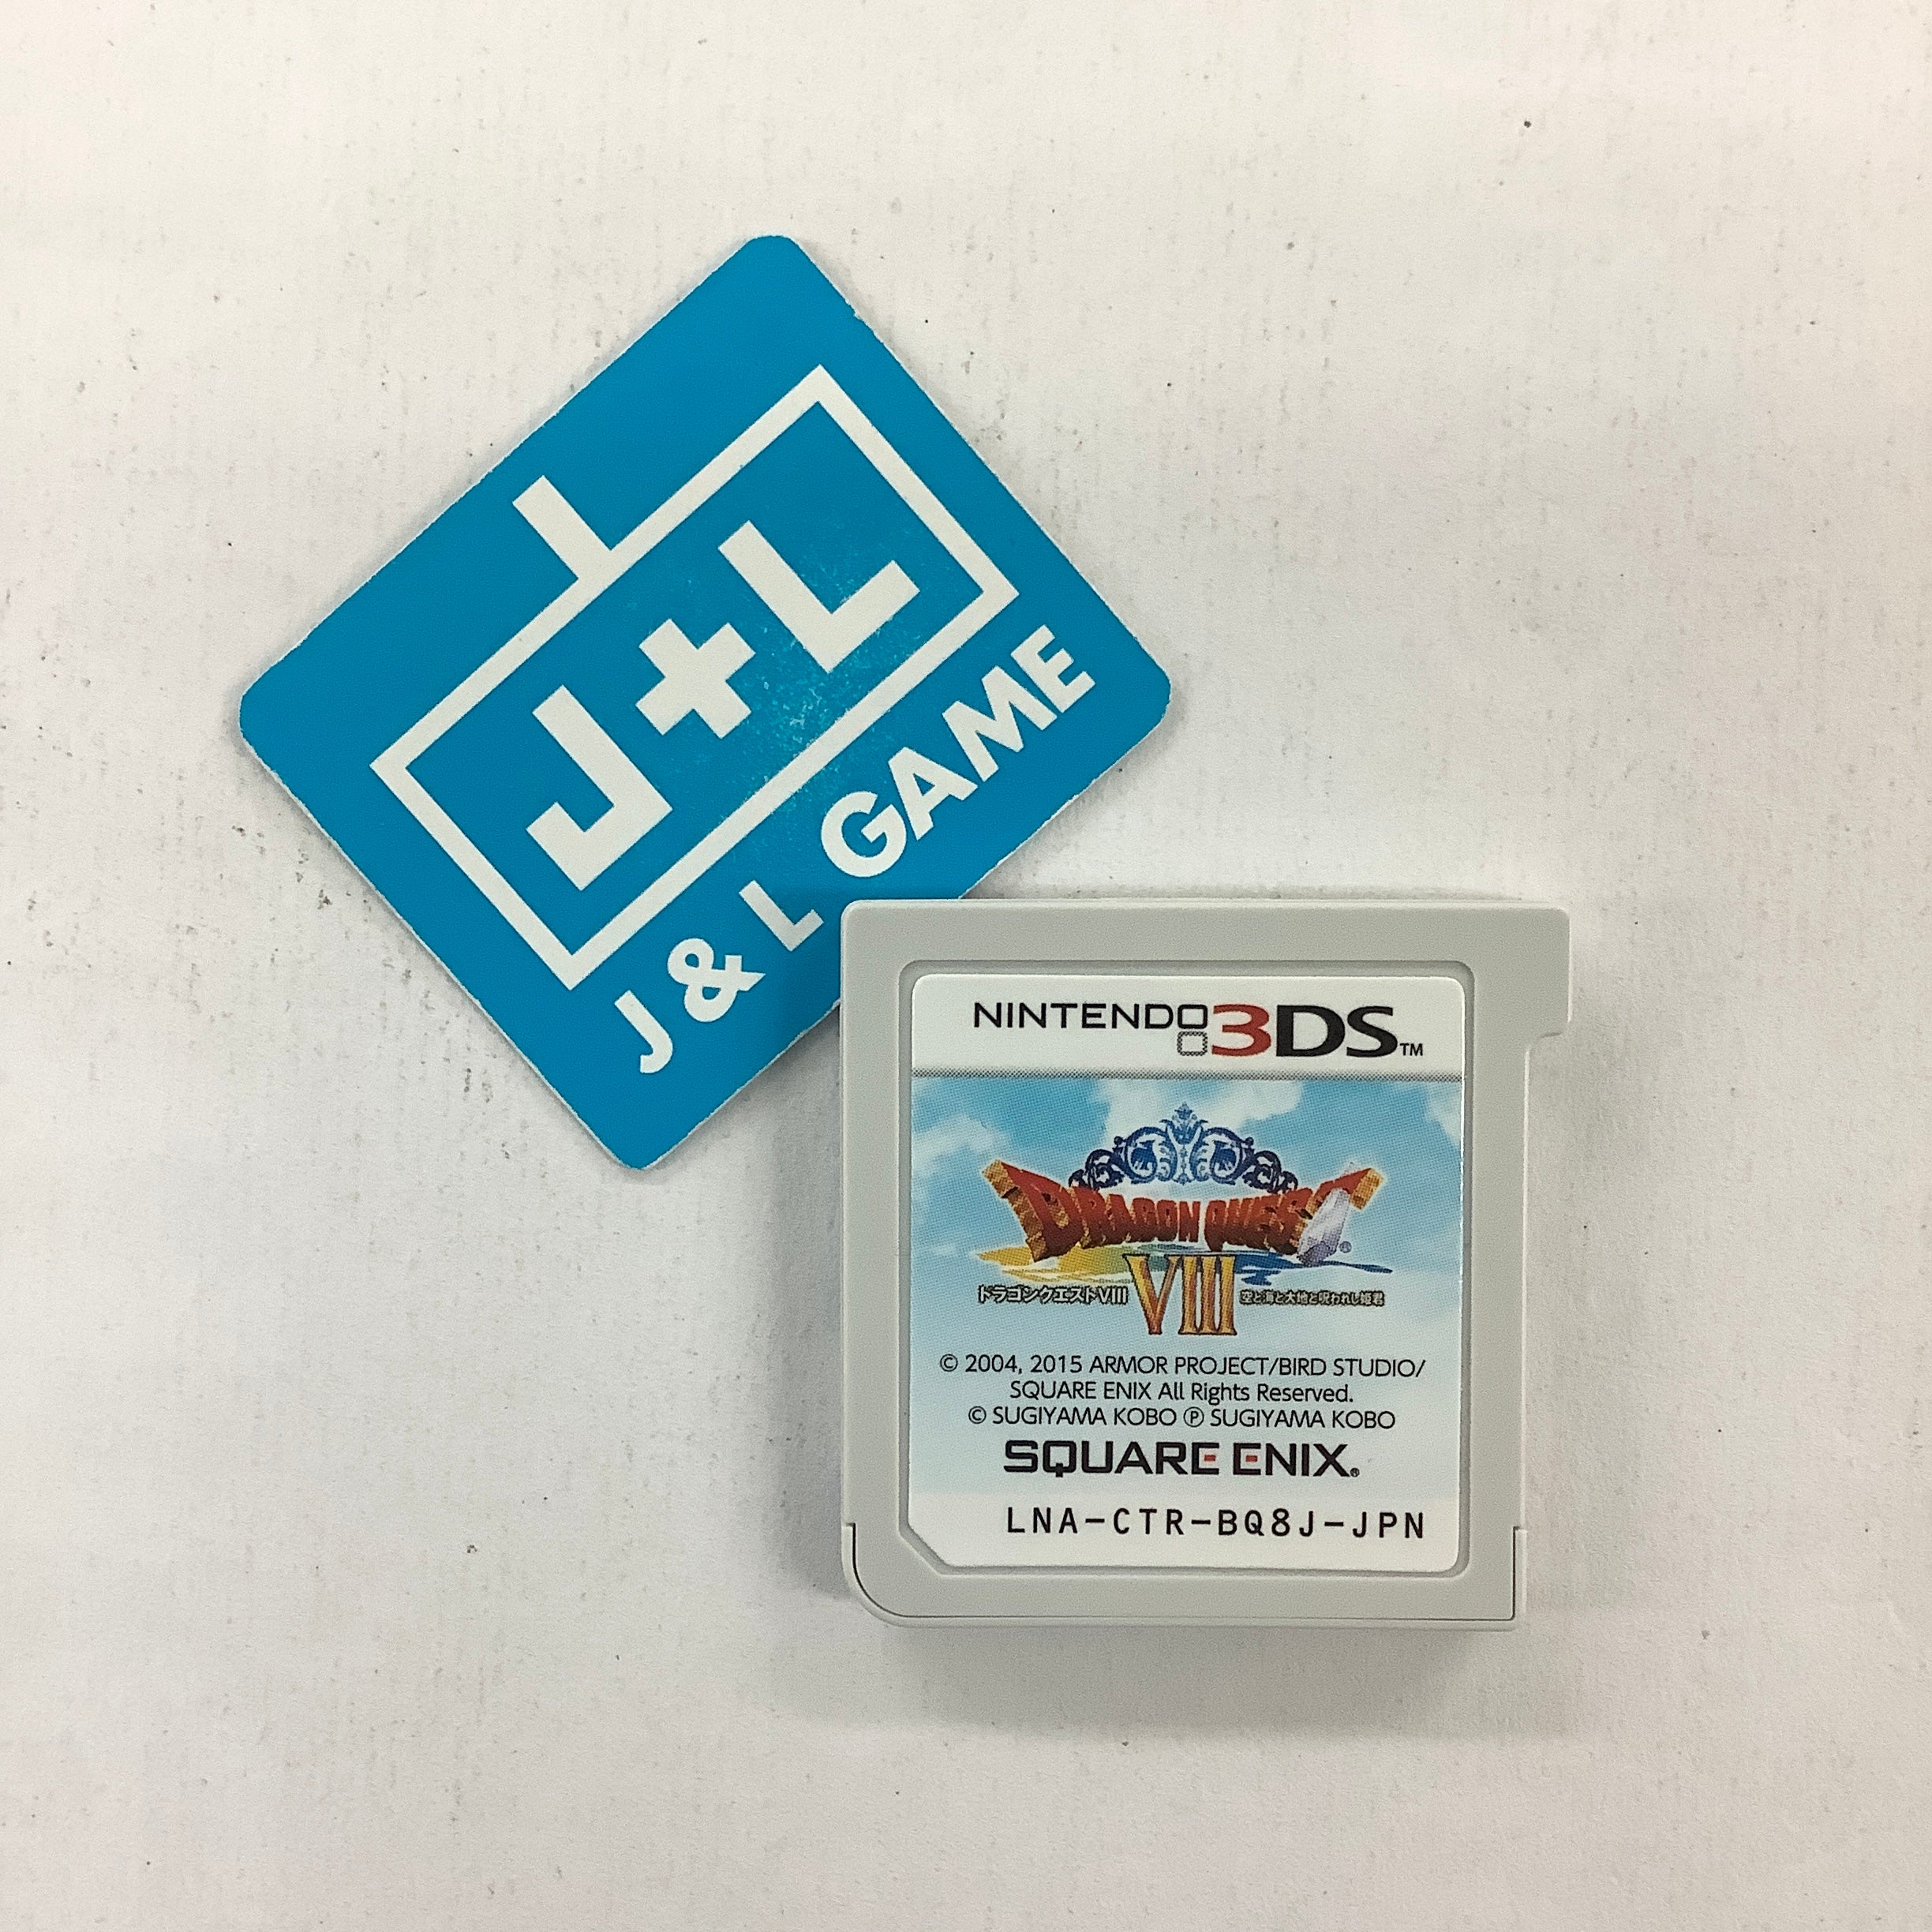 J+L
J & L GAME
NINTENDO 3DS™
DRAGON QUEST®
VIII
ドラゴンクエストVIII 空と海と大地と呪われし姫君
© 2004, 2015 ARMOR PROJECT/BIRD STUDIO/
SQUARE ENIX All Rights Reserved.
© SUGIYAMA KOBO ℗ SUGIYAMA KOBO
SQUARE ENIX®
LNA-CTR-BQ8J-JPN